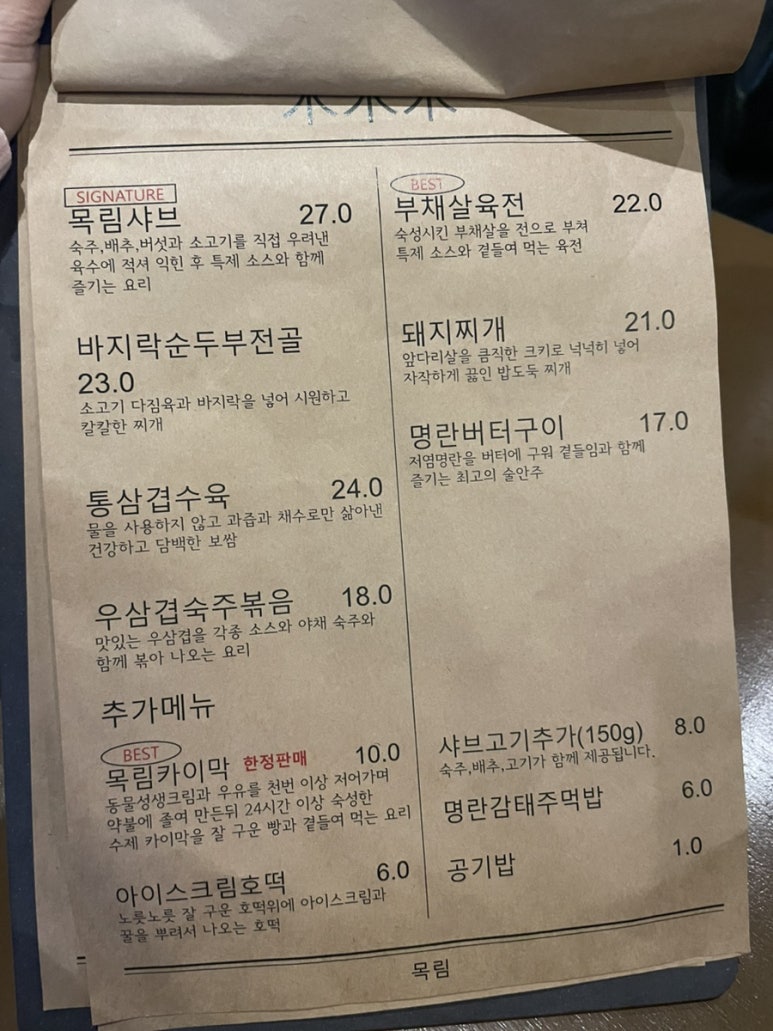 SIGNATURE
목림샤브 27.0
숙주,배추,버섯과 소고기를 직접 우려낸
육수에 적셔 익힌 후 특제 소스와 함께
즐기는 요리
바지락순두부전골
23.0
소고기 다짐육과 바지락을 넣어 시원하고
칼칼한 찌개
통삼겹수육 24.0
물을 사용하지 않고 과즙과 채수로만 삶아낸
건강하고 담백한 보쌈
우삼겹숙주볶음 18.0
맛있는 우삼겹을 각종 소스와 야채 숙주와
함께 볶아 나오는 요리
추가메뉴
BEST
목림카이막 한정판매 10.0
동물성생크림과 우유를 천번 이상 저어가며
약불에 졸여 만든뒤 24시간 이상 숙성한
수제 카이막을 잘 구운 빵과 곁들여 먹는 요리
아이스크림호떡 6.0
노릇노릇 잘 구운 호떡위에 아이스크림과
꿀을 뿌려서 나오는 호떡
BEST
부채살육전 22.0
숙성시킨 부채살을 전으로 부쳐
특제 소스와 곁들여 먹는 육전
돼지찌개 21.0
앞다리살을 큼직한 크키로 넉넉히 넣어
자작하게 끓인 밥도둑 찌개
명란버터구이 17.0
저염명란을 버터에 구워 곁들임과 함께
즐기는 최고의 술안주
샤브고기추가(150g) 8.0
숙주,배추,고기가 함께 제공됩니다.
명란감태주먹밥 6.0
공기밥 1.0
목림